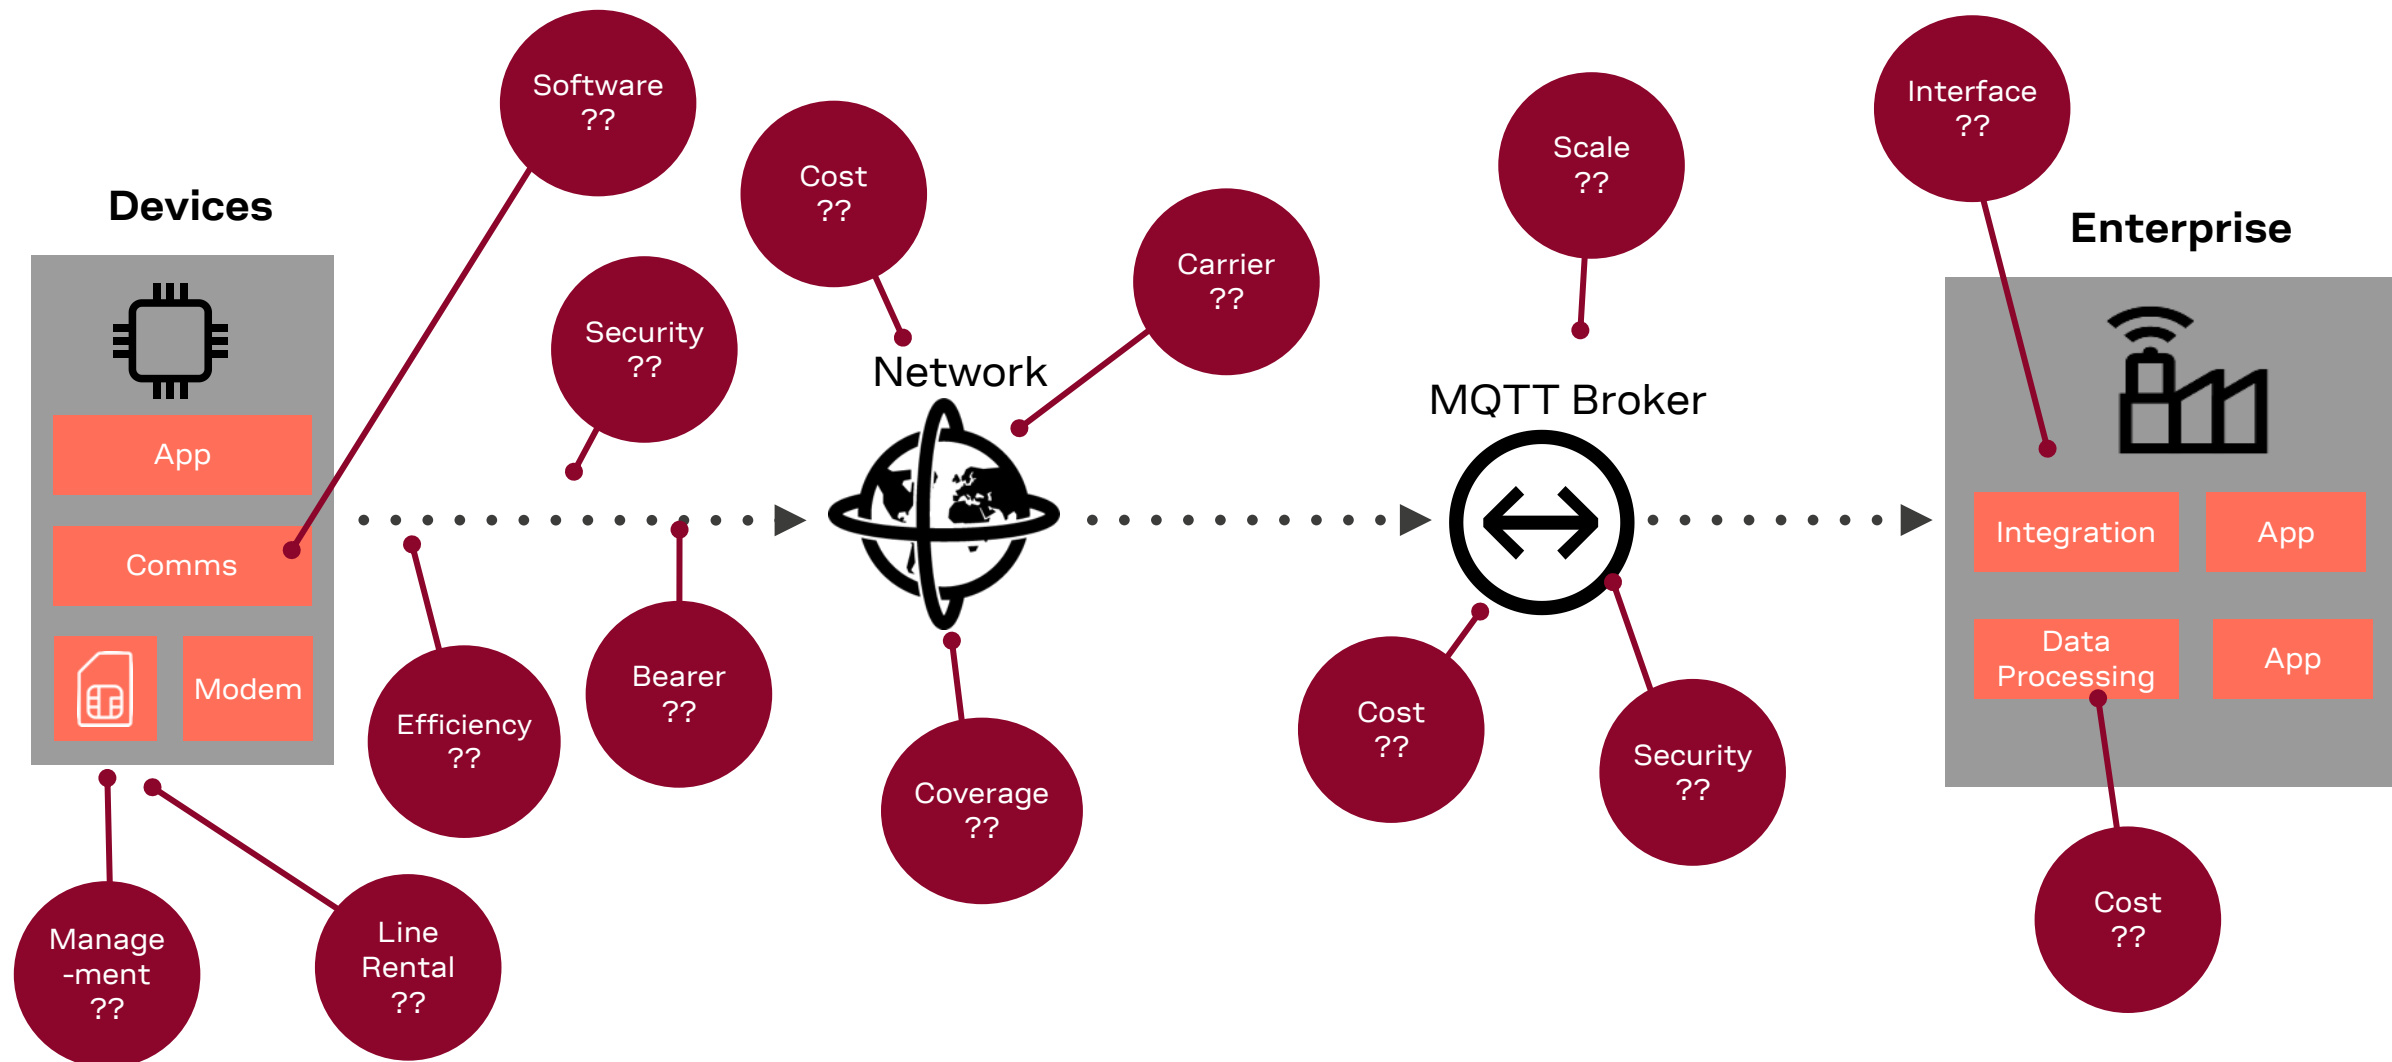 Software
??
Interface
??
Scale
??
Cost
??
Devices
Enterprise
Carrier
??
Security
??
Network
MQTT Broker
App
Comms
Modem
Integration
App
Data
Processing
App
Bearer
??
Efficiency
??
Cost
??
Security
??
Coverage
??
Cost
??
Manage
-ment
??
Line
Rental
??